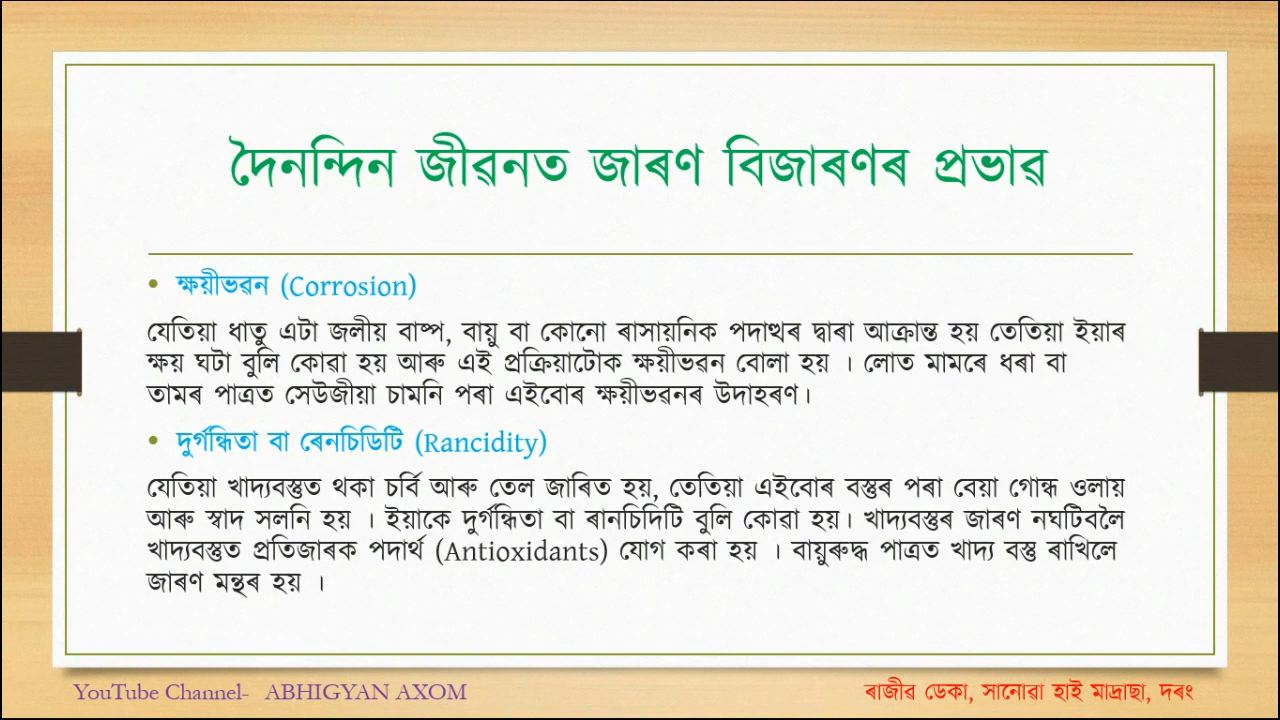 দৈনন্দিন জীৱনত জাৰণ বিজাৰণৰ প্ৰভাৱ
• ক্ষয়ীভৱন (Corrosion)
যেতিয়া ধাতু এটা জলীয় বাষ্প, বায়ু বা কোনো ৰাসায়নিক পদাৰ্থৰ দ্বাৰা আক্ৰান্ত হয় তেতিয়া ইয়াৰ
ক্ষয় ঘটা বুলি কোৱা হয় আৰু এই প্ৰক্ৰিয়াটোক ক্ষয়ীভৱন বোলা হয় । লোত মামৰে ধৰা বা
তামৰ পাত্ৰত সেউজীয়া চামনি পৰা এইবোৰ ক্ষয়ীভৱনৰ উদাহৰণ।
• দুৰ্গন্ধিতা বা ৰেনচিডিটি (Rancidity)
যেতিয়া খাদ্যবস্তুত থকা চৰ্বি আৰু তেল জাৰিত হয়, তেতিয়া এইবোৰ বস্তুৰ পৰা বেয়া গোন্ধ ওলায়
আৰু স্বাদ সলনি হয় । ইয়াকে দুৰ্গন্ধিতা বা ৰানচিদিটি বুলি কোৱা হয়। খাদ্যবস্তুৰ জাৰণ নঘটিবলৈ
খাদ্যবস্তুত প্ৰতিজাৰক পদাৰ্থ (Antioxidants) যোগ কৰা হয় । বায়ুৰুদ্ধ পাত্ৰত খাদ্য বস্তু ৰাখিলে
জাৰণ মন্থৰ হয় ।
YouTube Channel- ABHIGYAN AXOM
ৰাজীৱ ডেকা, সানোৱা হাই মাদ্ৰাছা, দৰং